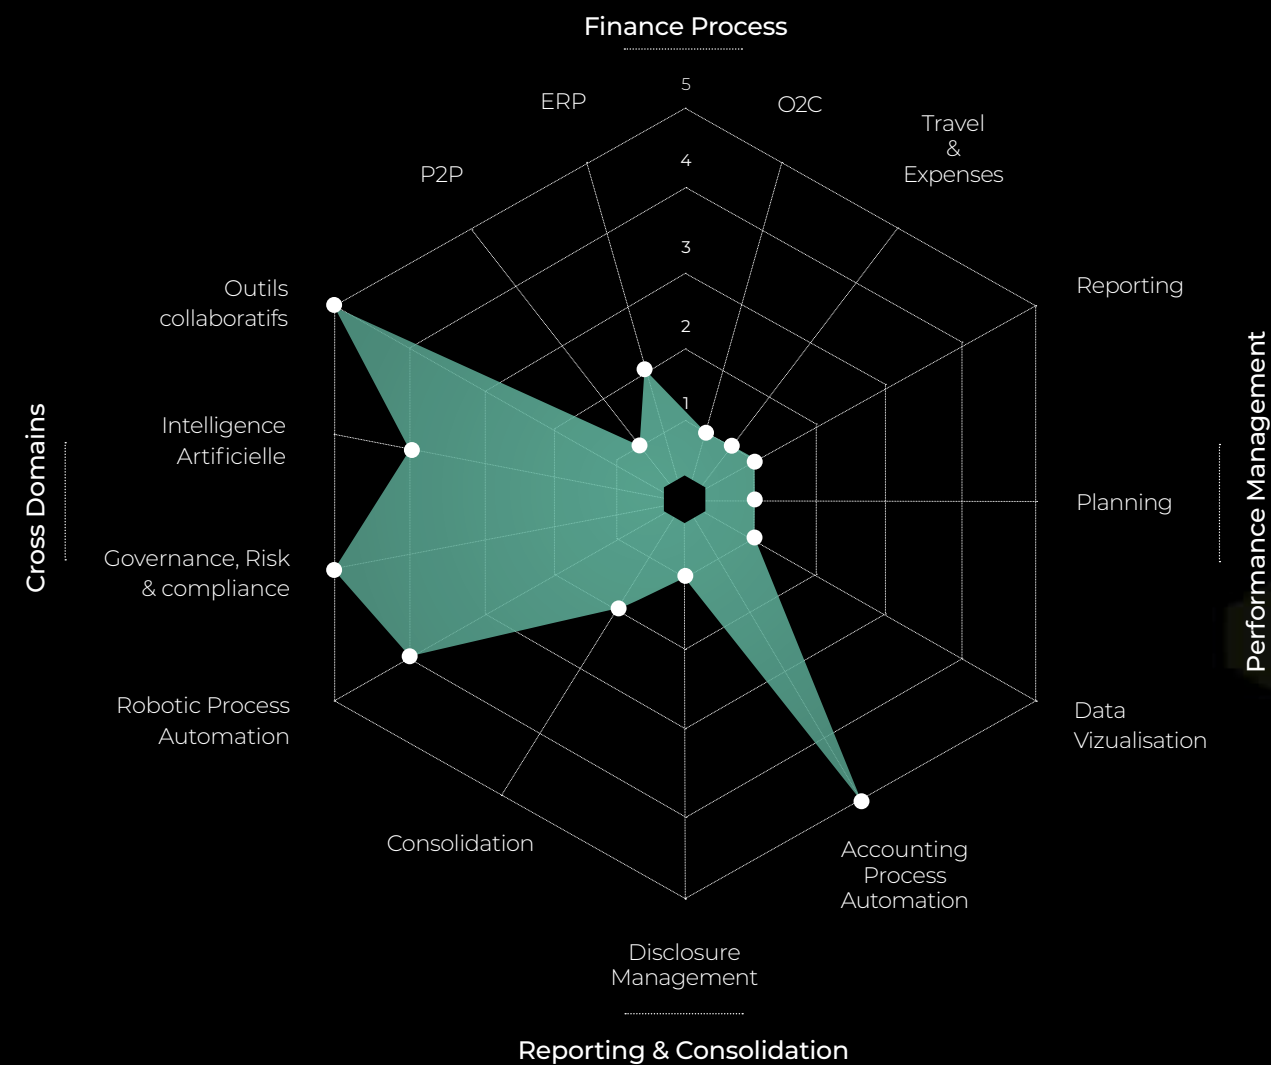 Finance Process
5
ERP
O2C
Travel
&
Expenses
4
P2P
3
Reporting
Outils
collaboratifs
2
1
Intelligence
Artificielle
Cross Domains
Performance Management
Planning
Governance, Risk
& compliance
Robotic Process
Automation
Data
Vizualisation
Consolidation
Accounting
Process
Automation
Disclosure
Management
Reporting & Consolidation